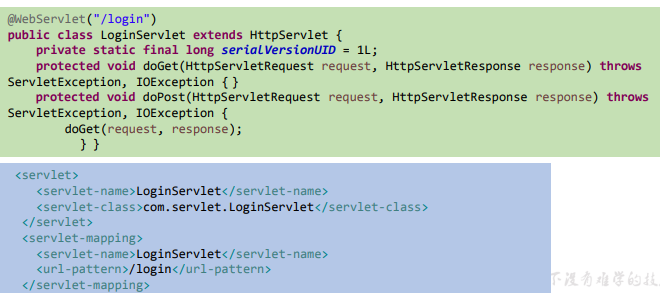 @WebServlet("/login")
public class LoginServlet extends HttpServlet {
private static final long serialVersionUID = 1L;
protected void doGet(HttpServletRequest request, HttpServletResponse response) throws
ServletException, IOException { }
protected void doPost(HttpServletRequest request, HttpServletResponse response) throws
ServletException, IOException {
doGet(request, response);
} }
<servlet>
<servlet-name>LoginServlet</servlet-name>
<servlet-class>com.servlet.LoginServlet</servlet-class>
</servlet>
<servlet-mapping>
<servlet-name>LoginServlet</servlet-name>
<url-pattern>/login</url-pattern>
</servlet-mapping>
下没有难学的技